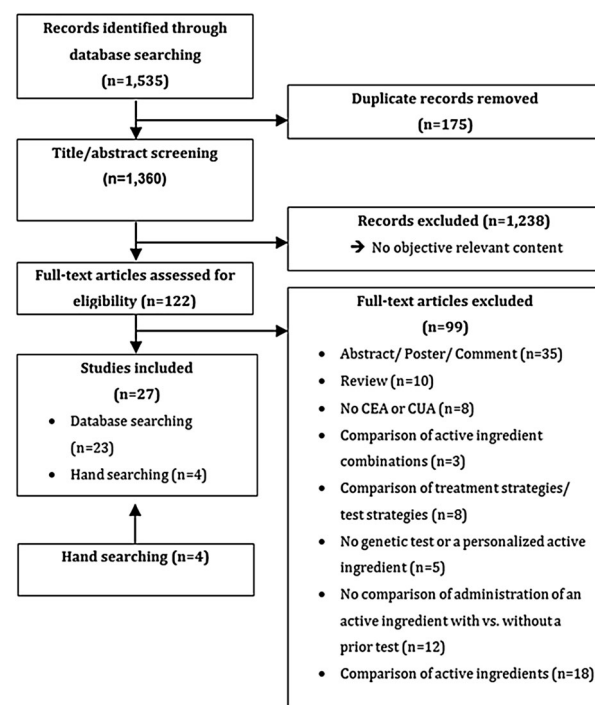 Records identified through
database searching
(n=1,535)
Duplicate records removed
(n=175)
Title/abstract screening
(n=1,360)
Records excluded (n=1,238)
→ No objective relevant content
Full-text articles assessed for
eligibility (n=122)
Full-text articles excluded
(n=99)
• Abstract/ Poster/ Comment (n=35)
• Review (n=10)
• No CEA or CUA (n=8)
• Comparison of active ingredient
combinations (n=3)
• Comparison of treatment strategies/
test strategies (n=8)
• No genetic test or a personalized active
ingredient (n=5)
• No comparison of administration of an
active ingredient with vs. without a
prior test (n=12)
• Comparison of active ingredients (n=18)
Studies included
(n=27)
• Database searching
(n=23)
• Hand searching (n=4)
Hand searching (n=4)